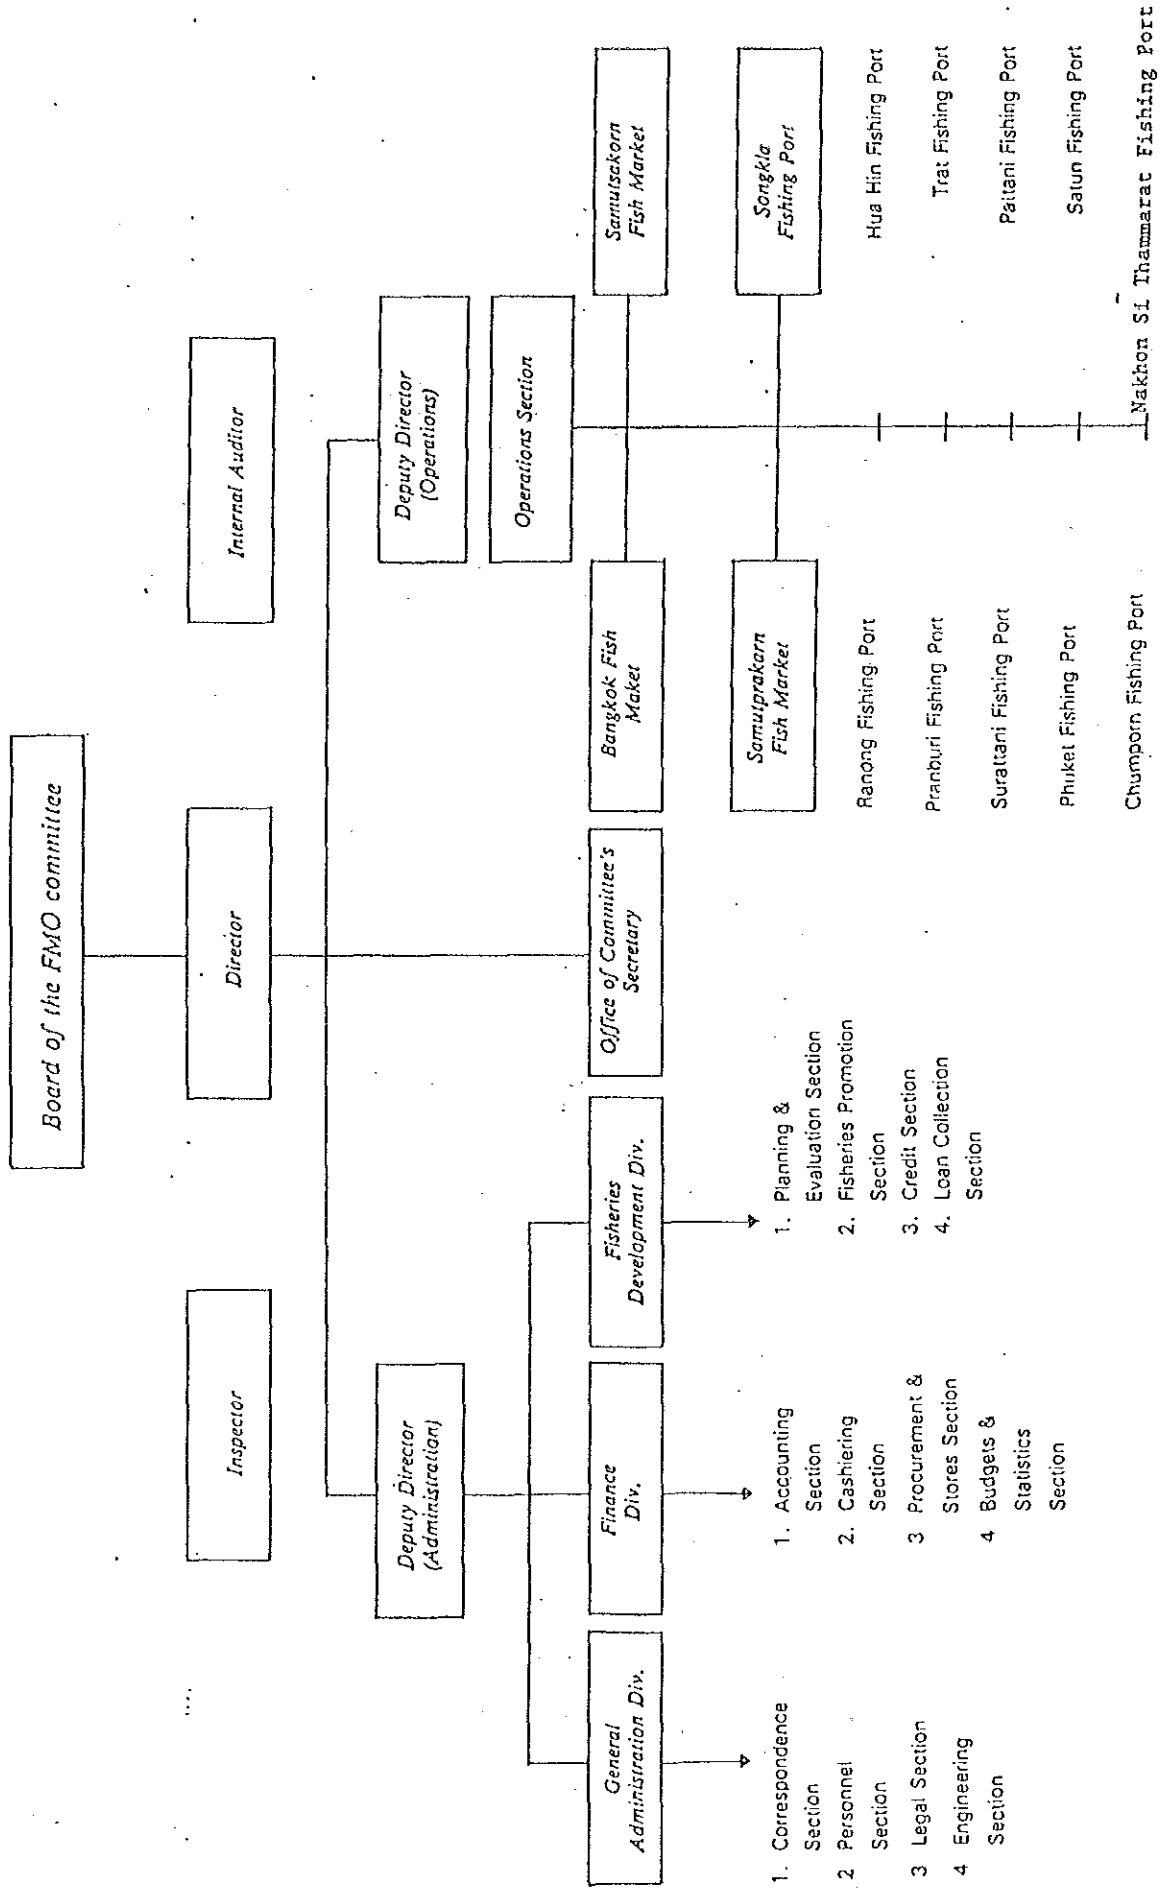 Board of the FMO committee
Inspector
Director
Internal Auditor
Deputy Director
(Administration)
Deputy Director
(Operations)
Operations Section
General
Administration Div.
Finance
Div.
Fisheries
Development Div.
Office of Committee's
Secretary
Bangkok Fish
Maket
Samutsakorn
Fish Market
Samutprakarn
Fish Market
Songkla
Fishing Port
1. Correspondence
Section
2 Personnel
Section
3 Legal Section
4 Engineering
Section
1. Accounting
Section
2. Cashiering
Section
3 Procurement &
Stores Section
4 Budgets &
Statistics
Section
1. Planning &
Evaluation Section
2. Fisheries Promotion
Section
3. Credit Section
4. Loan Collection
Section
Ranong Fishing Port
Pranburi Fishing Port
Surattani Fishing Port
Phuket Fishing Port
Chumporn Fishing Port
Hua Hin Fishing Port
Trat Fishing Port
Pattani Fishing Port
Satun Fishing Port
Nakhon Si Thammarat Fishing Port